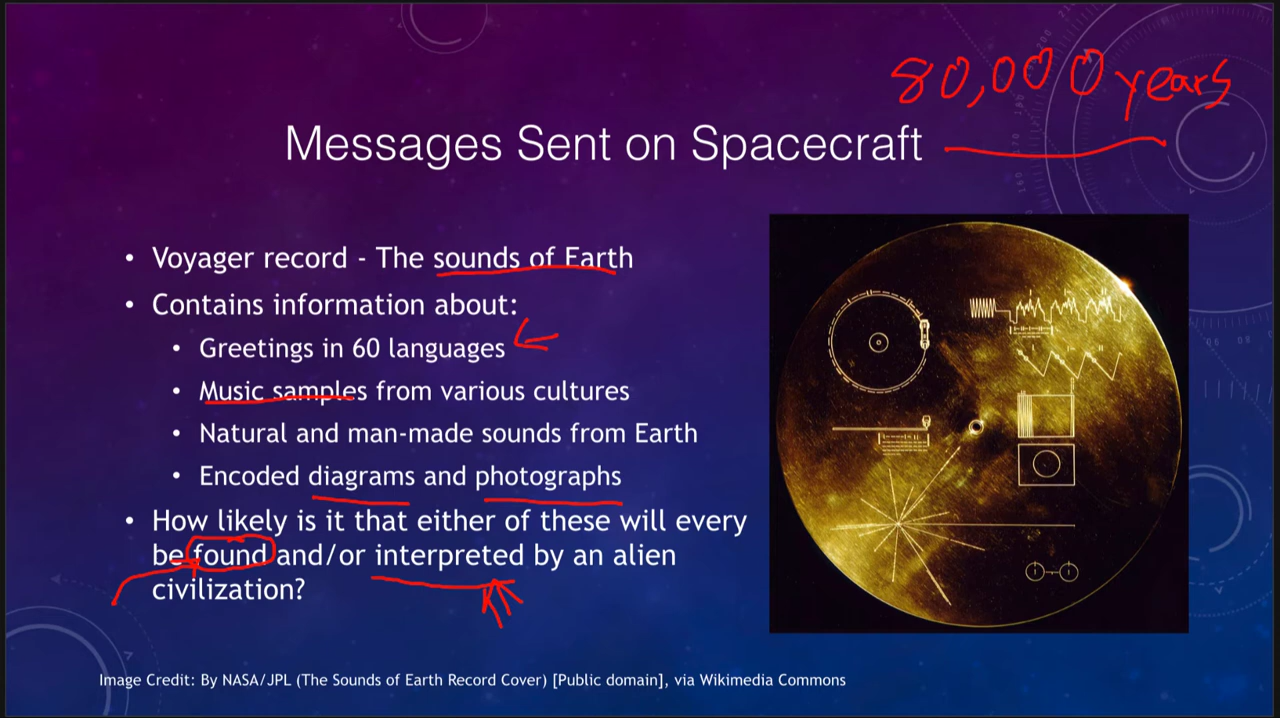 80,000 years
Messages Sent on Spacecraft
• Voyager record - The sounds of Earth
• Contains information about:
• Greetings in 60 languages
• Music samples from various cultures
• Natural and man-made sounds from Earth
• Encoded diagrams and photographs
• How likely is it that either of these will every
be found and/or interpreted by an alien
civilization?
Image Credit: By NASA/JPL (The Sounds of Earth Record Cover) [Public domain], via Wikimedia Commons